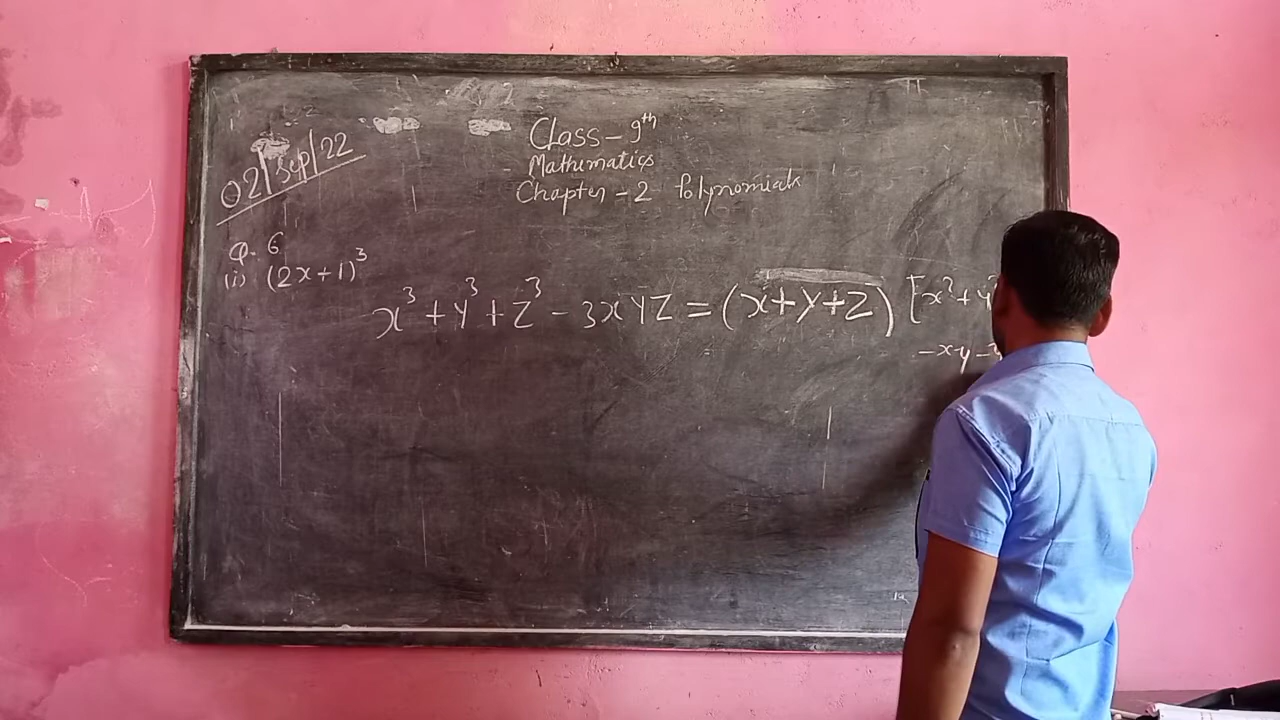 02/Sep/22
Class - 9th
Mathematics
Chapter - 2 Polynomials
Q. 6
(i) (2x+1)³
x³ + y³ + z³ - 3xyz = (x+y+z) [x² + y²
-xy -